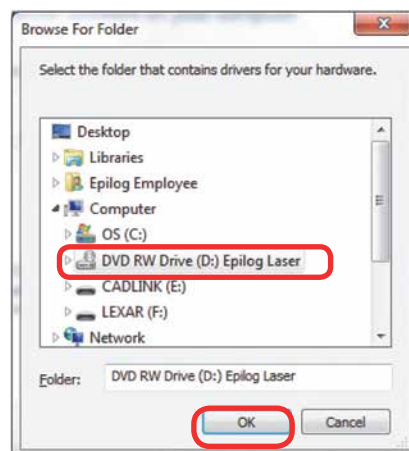 Browse For Folder
Select the folder that contains drivers for your hardware.
Desktop
Libraries
Epilog Employee
Computer
OS (C:)
DVD RW Drive (D:) Epilog Laser
CADLINK (E:)
LEXAR (F:)
Network
Folder: DVD RW Drive (D:) Epilog Laser
OK Cancel